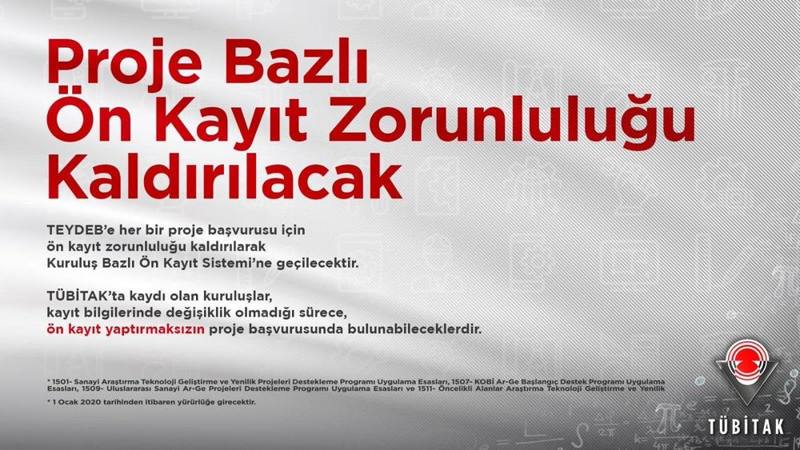 Proje Bazlı
Ön Kayıt Zorunluluğu
Kaldırılacak
TEYDEB'e her bir proje başvurusu için
ön kayıt zorunluluğu kaldırılarak
Kuruluş Bazlı Ön Kayıt Sistemi'ne geçilecektir.
TÜBİTAK'ta kaydı olan kuruluşlar,
kayıt bilgilerinde değişiklik olmadığı sürece,
ön kayıt yaptırmaksızın proje başvurusunda bulunabileceklerdir.
* 1501- Sanayi Araştırma Teknoloji Geliştirme ve Yenilik Projeleri Destekleme Programı Uygulama Esasları, 1507- KOBİ Ar-Ge Başlangıç Destek Programı Uygulama
Esasları, 1509- Uluslararası Sanayi Ar-Ge Projeleri Destekleme Programı Uygulama Esasları ve 1511- Öncelikli Alanlar Araştırma Teknoloji Geliştirme ve Yenilik
* 1 Ocak 2020 tarihinden itibaren yürürlüğe girecektir.
TÜBİTAK